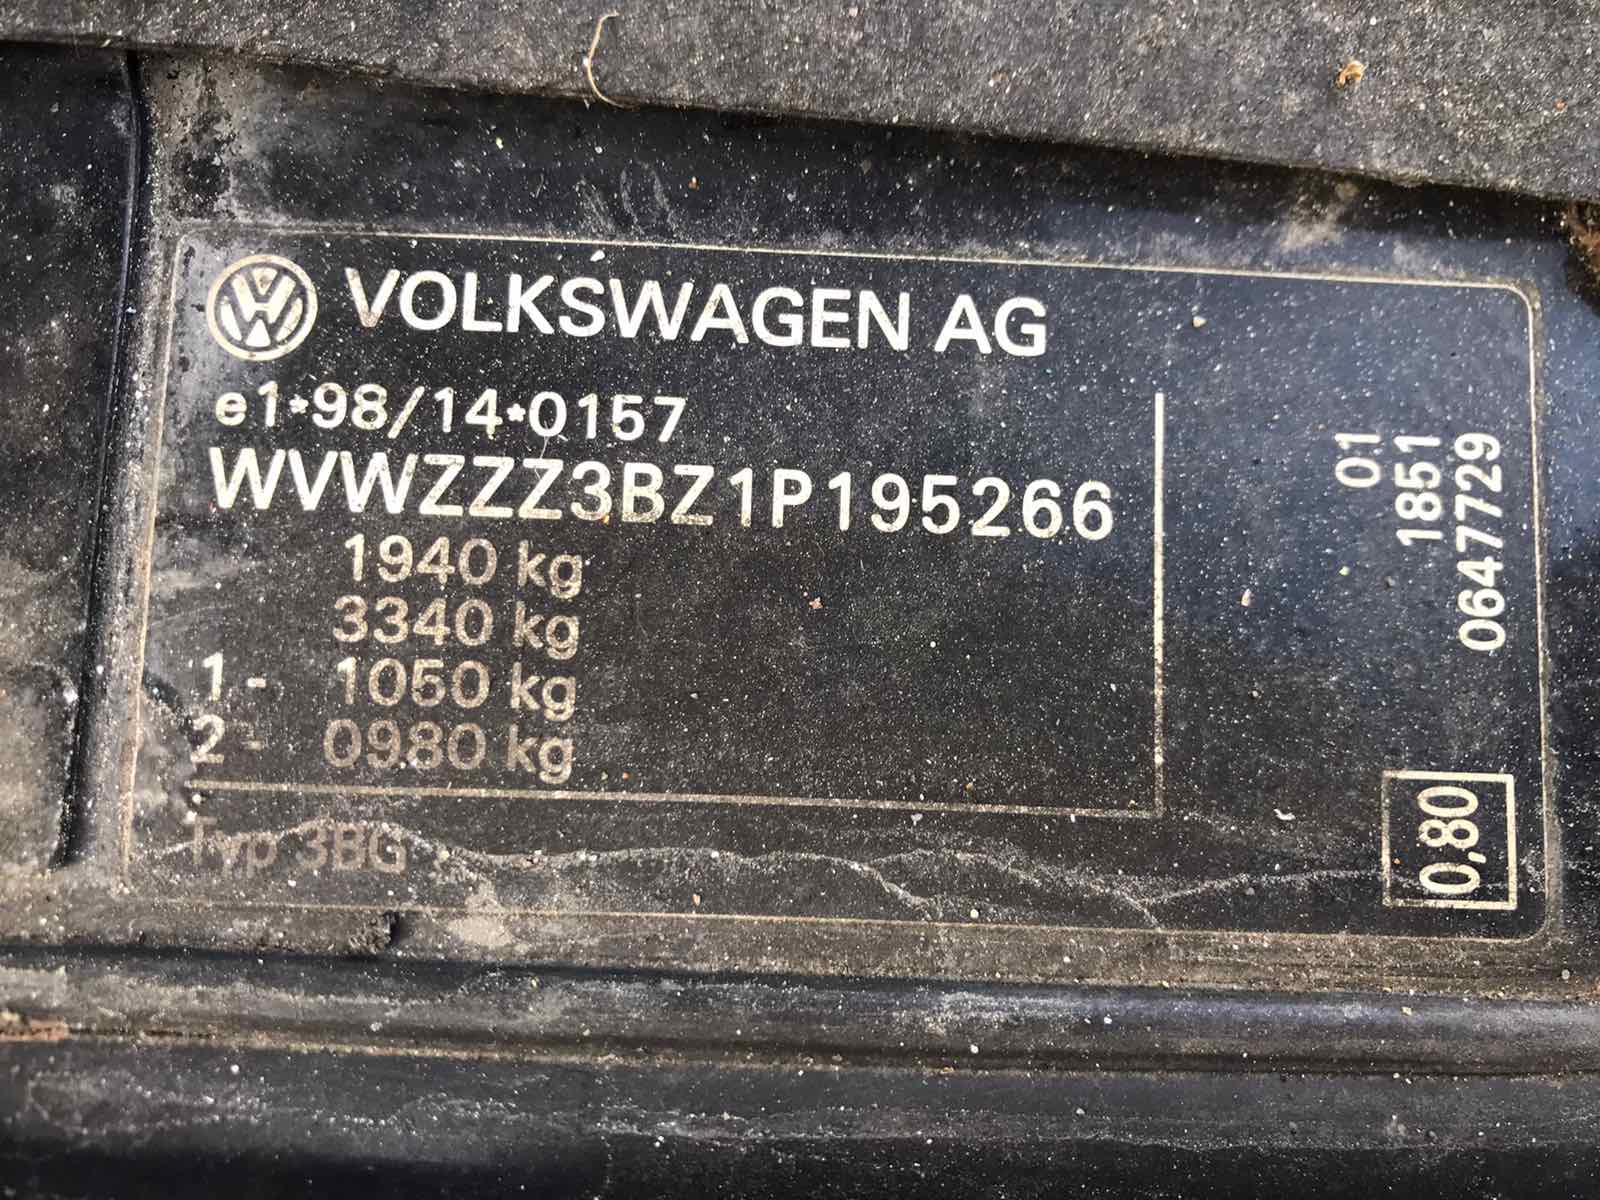 VOLKSWAGEN AG
e1*98/14*0157
WVWZZZ3BZ1P195266
1940 kg
3340 kg
1- 1050 kg
2- 0980 kg
Typ 3BG
01
1851
06477729
0,80